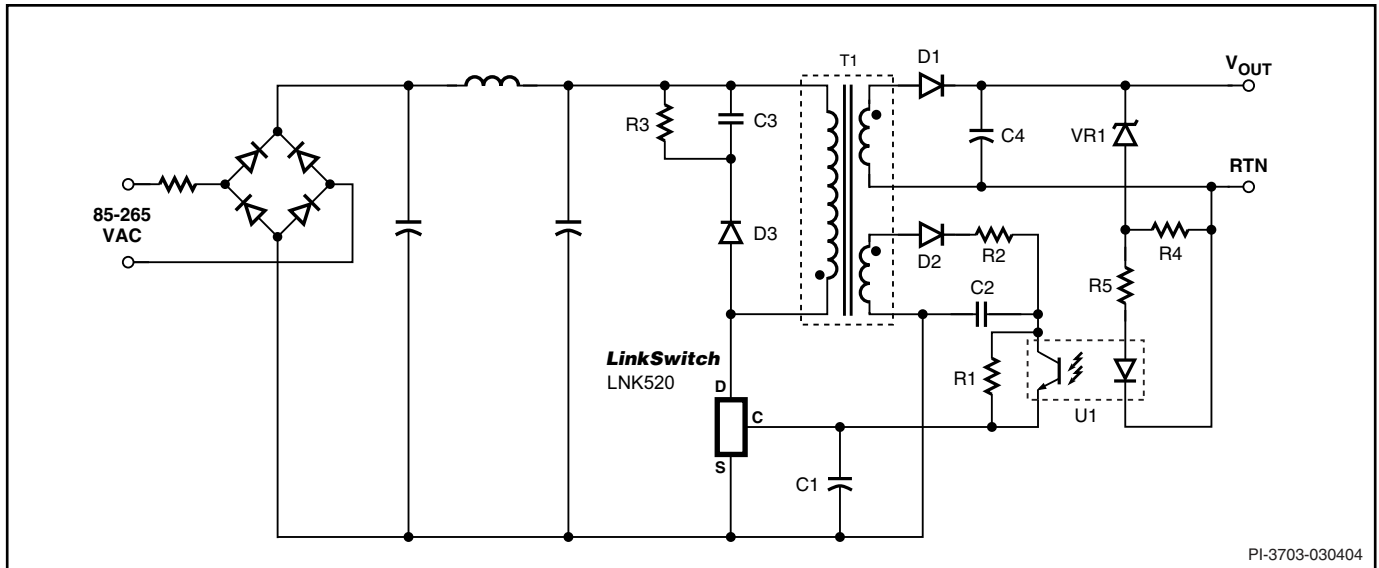 T1
D1
V_OUT
R3
C3
C4
VR1
RTN
85-265
VAC
D3
D2
R2
R4
C2
R5
LinkSwitch
LNK520
D
C
S
R1
U1
C1
PI-3703-030404